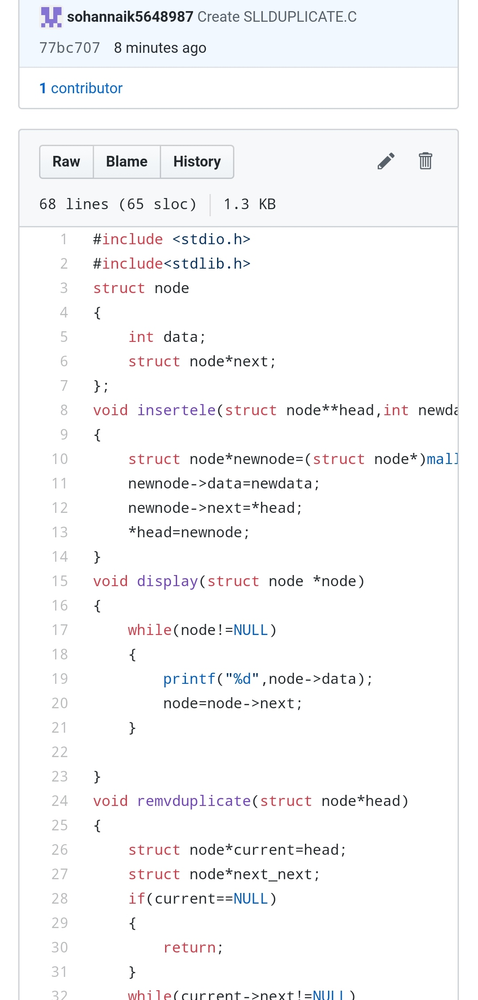 sohannaik5648987 Create SLLDUPLICATE.C
77bc707 8 minutes ago
1 contributor
Raw Blame History
68 lines (65 sloc) 1.3 KB
1 #include <stdio.h>
2 #include<stdlib.h>
3 struct node
4 {
5 int data;
6 struct node*next;
7 };
8 void insertele(struct node**head,int newda
9 {
10 struct node*newnode=(struct node*)mall
11 newnode->data=newdata;
12 newnode->next=*head;
13 *head=newnode;
14 }
15 void display(struct node *node)
16 {
17 while(node!=NULL)
18 {
19 printf("%d",node->data);
20 node=node->next;
21 }
22
23 }
24 void remvduplicate(struct node*head)
25 {
26 struct node*current=head;
27 struct node*next_next;
28 if(current==NULL)
29 {
30 return;
31 }
32 while(current->next!=NULL)